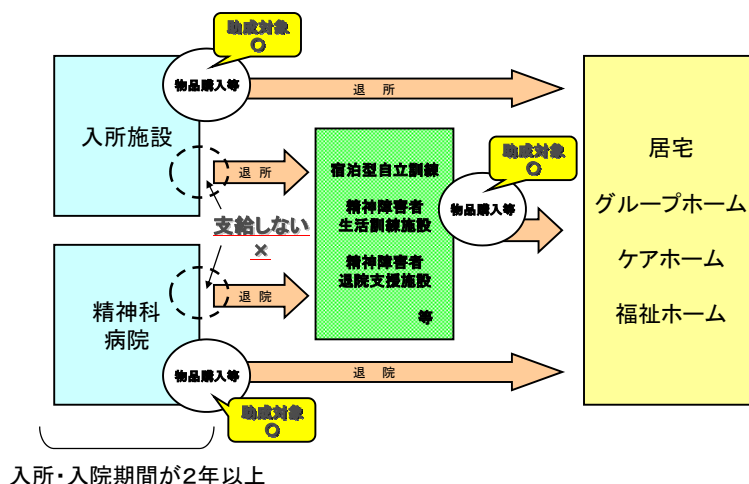 助成対象
◎
物品購入等
退 所
入所施設
退 所
支給しない
×
精神科
病院
退 院
物品購入等
退 院
助成対象
◎
宿泊型自立訓練
精神障害者
生活訓練施設
精神障害者
退院支援施設
等
助成対象
◎
物品購入等
居宅
グループホーム
ケアホーム
福祉ホーム
入所・入院期間が2年以上